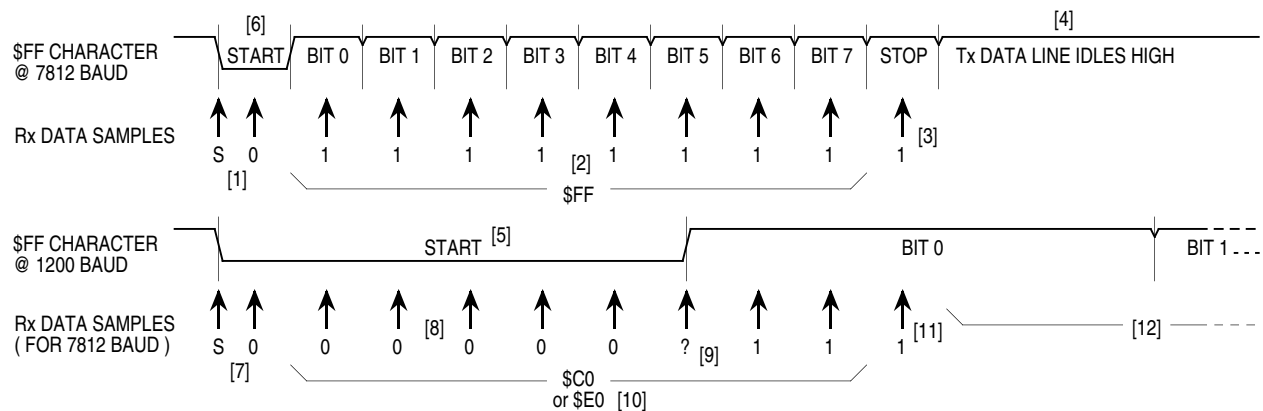 [6] [4]
$FF CHARACTER
@ 7812 BAUD
START BIT 0 BIT 1 BIT 2 BIT 3 BIT 4 BIT 5 BIT 6 BIT 7 STOP Tx DATA LINE IDLES HIGH
Rx DATA SAMPLES [3]
S 0 1 1 1 1 1 1 1 1 1
[1] [2]
$FF
$FF CHARACTER
@ 1200 BAUD
START [5] BIT 0 BIT 1
Rx DATA SAMPLES
( FOR 7812 BAUD )
[8] [11] [12]
S 0 0 0 0 0 0 ? 1 1 1
[7] [9]
$C0
or $E0 [10]